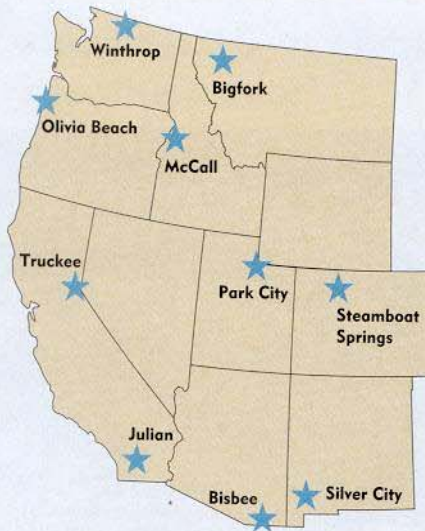 Winthrop
Bigfork
Olivia Beach
McCall
Truckee
Park City
Steamboat
Springs
Julian
Bisbee
Silver City